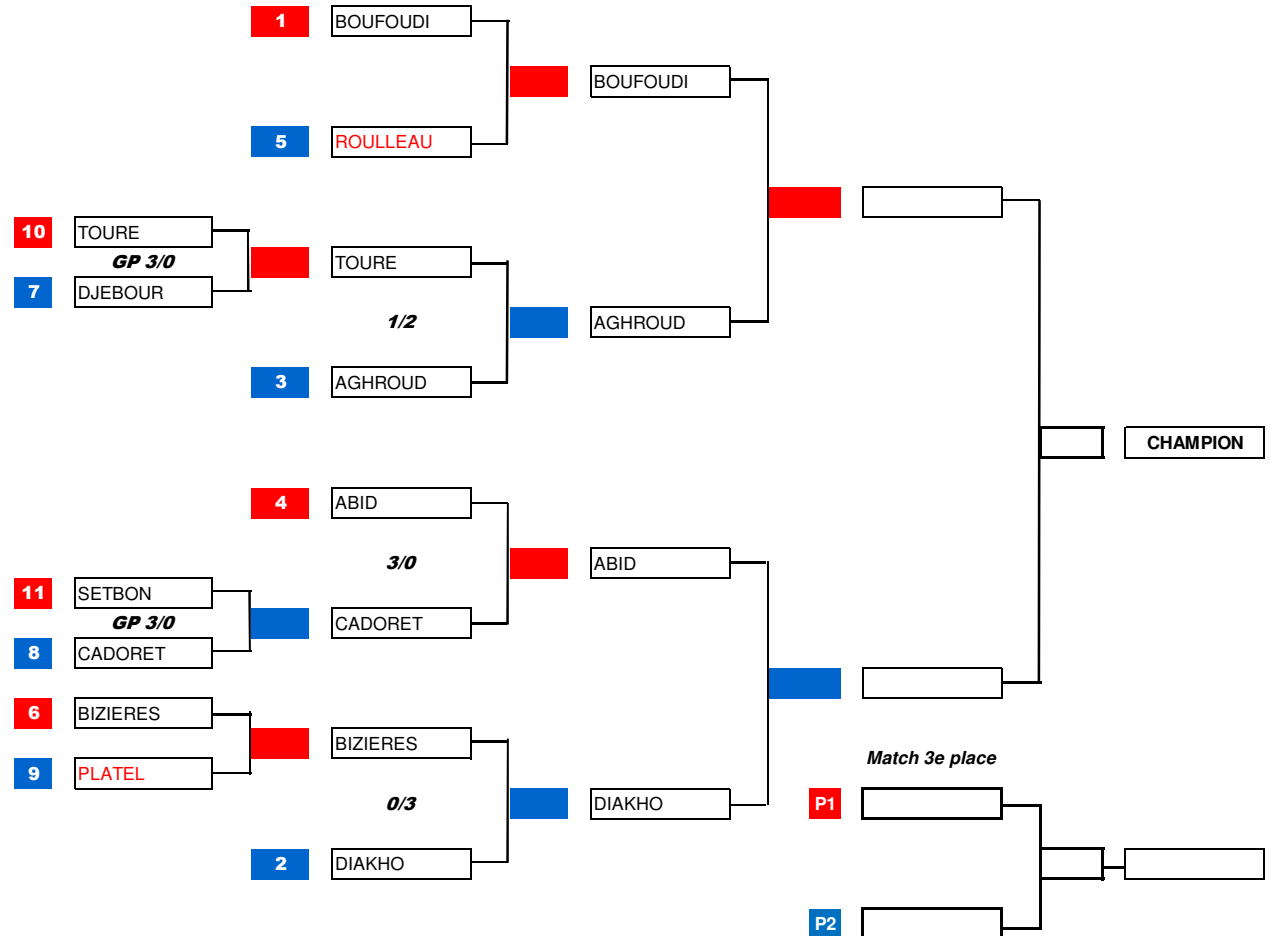 1 BOUFOUDI
BOUFOUDI
5 ROULLEAU
10 TOURE
GP 3/0
TOURE
7 DJEBOUR
1/2
AGHROUD
3 AGHROUD
CHAMPION
4 ABID
3/0
ABID
11 SETBON
GP 3/0
CADORET
8 CADORET
6 BIZIERES
BIZIERES
9 PLATEL
Match 3e place
0/3
DIAKHO
P1
2 DIAKHO
P2